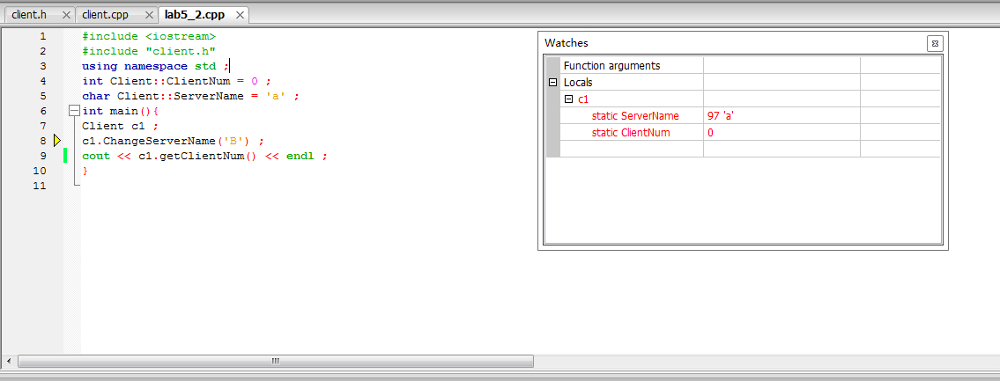 client.h client.cpp lab5_2.cpp
1 #include <iostream>
2 #include "client.h"
3 using namespace std ;
4 int Client::ClientNum = 0 ;
5 char Client::ServerName = 'a' ;
6 int main(){
7 Client c1 ;
8 c1.ChangeServerName('B') ;
9 cout << c1.getClientNum() << endl ;
10 }
11
Watches
Function arguments
Locals
c1
static ServerName 97 'a'
static ClientNum 0